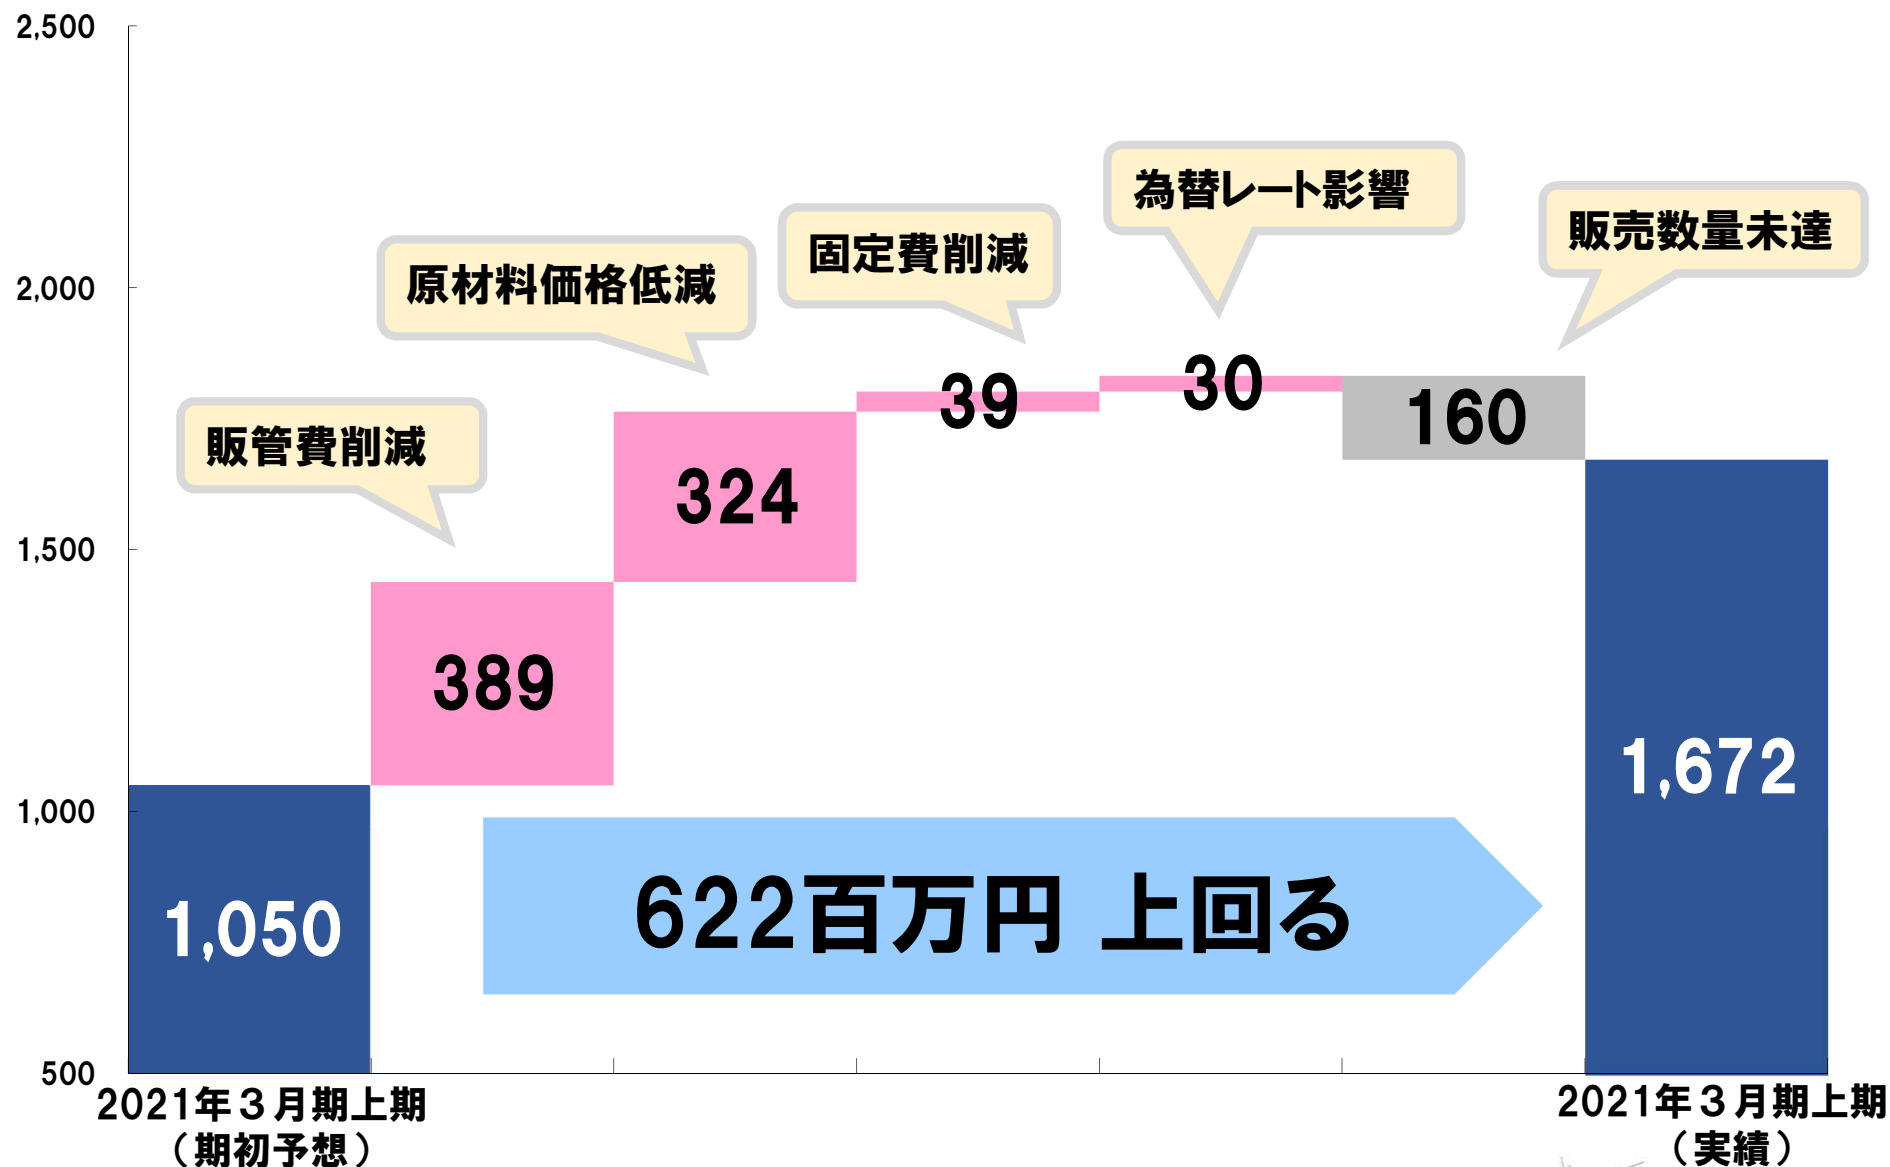 2,500
2,000
1,500
1,000
500
販管費削減
原材料価格低減
固定費削減
為替レート影響
販売数量未達
1,050
389
324
39
30
160
1,672
622百万円 上回る
2021年３月期上期
（期初予想）
2021年３月期上期
（実績）